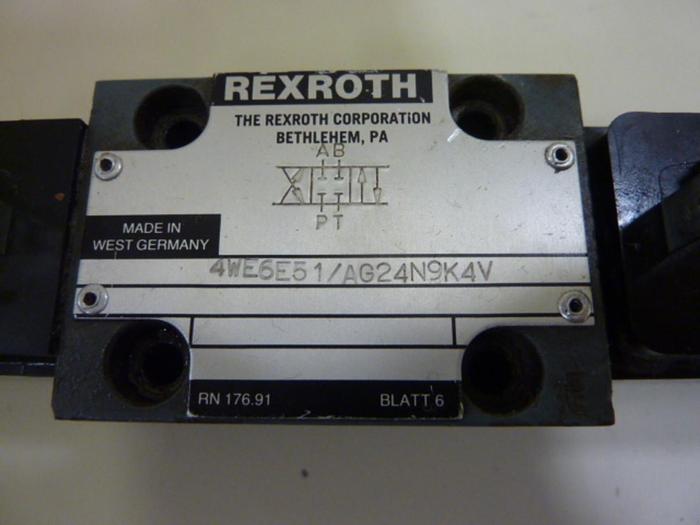 REXROTH
THE REXROTH CORPORATION
BETHLEHEM, PA
AB
PT
MADE IN
WEST GERMANY
4WE6E51/AG24N9K4V
RN 176.91 BLATT 6